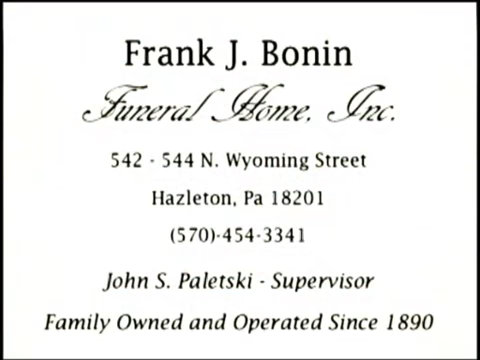 Frank J. Bonin
Funeral Home, Inc.
542 - 544 N. Wyoming Street
Hazleton, Pa 18201
(570)-454-3341
John S. Paletski - Supervisor
Family Owned and Operated Since 1890